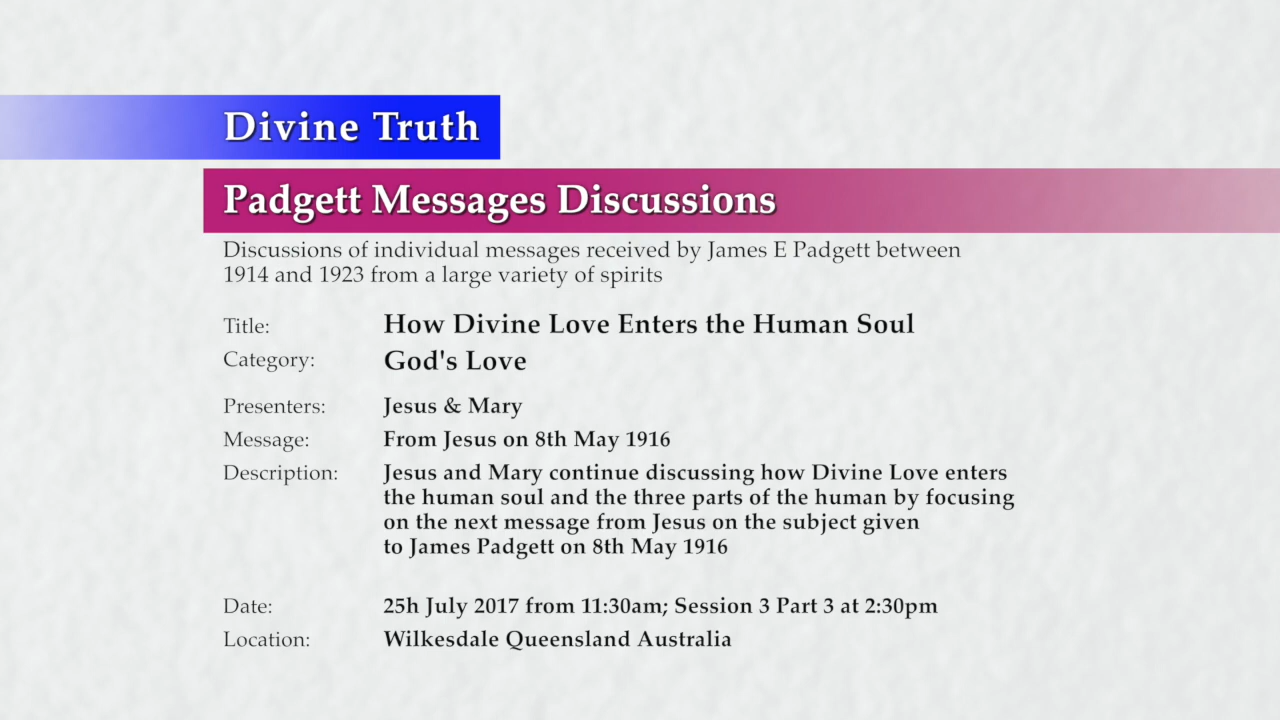 Divine Truth
Padgett Messages Discussions
Discussions of individual messages received by James E Padgett between
1914 and 1923 from a large variety of spirits
Title: How Divine Love Enters the Human Soul
Category: God's Love
Presenters: Jesus & Mary
Message: From Jesus on 8th May 1916
Description: Jesus and Mary continue discussing how Divine Love enters
the human soul and the three parts of the human by focusing
on the next message from Jesus on the subject given
to James Padgett on 8th May 1916
Date: 25h July 2017 from 11:30am; Session 3 Part 3 at 2:30pm
Location: Wilkesdale Queensland Australia